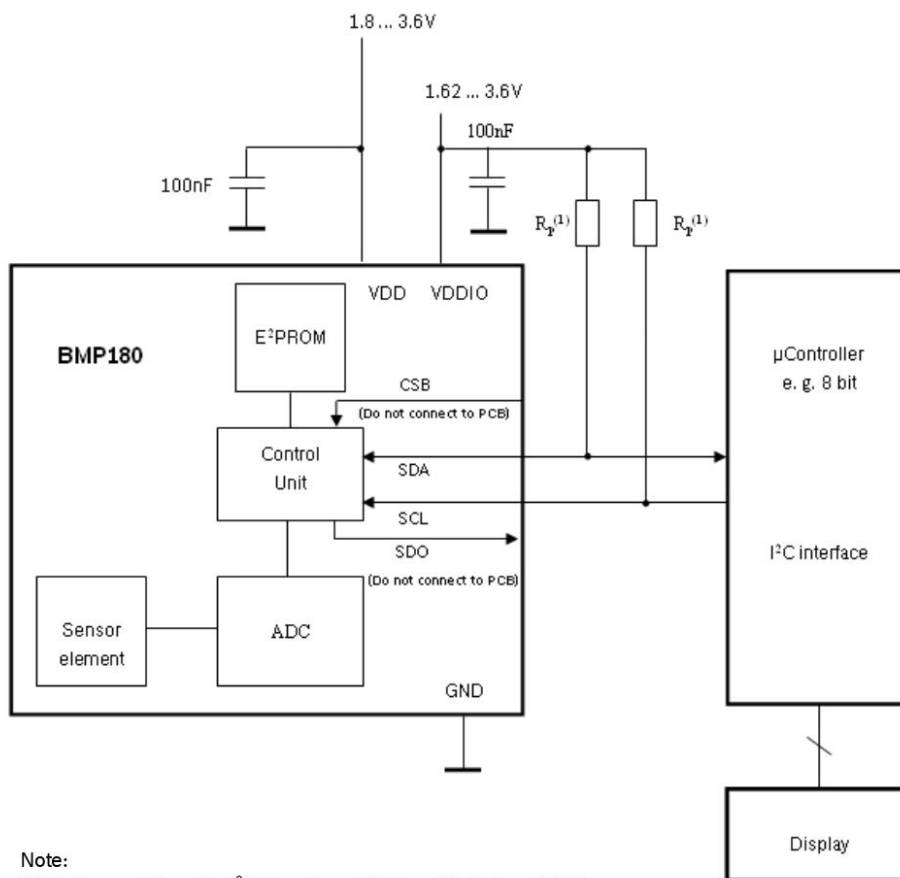 1.8 ... 3.6V
1.62 ... 3.6V
100nF
100nF
Rp(1)
Rp(1)
VDD
VDDIO
E²PROM
BMP180
µController
e. g. 8 bit
CSB
(Do not connect to PCB)
Control
Unit
SDA
SCL
SDO
(Do not connect to PCB)
I²C interface
Sensor
element
ADC
GND
Display
Note: